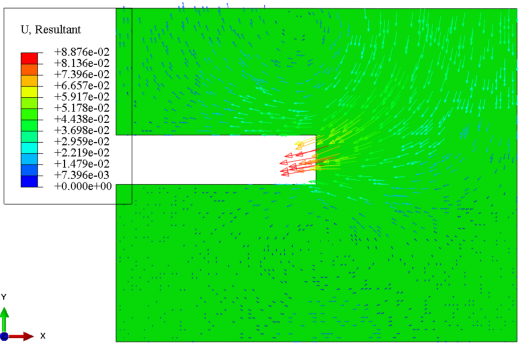 U, Resultant
+8.876e-02
+8.136e-02
+7.396e-02
+6.657e-02
+5.917e-02
+5.178e-02
+4.438e-02
+3.698e-02
+2.959e-02
+2.219e-02
+1.479e-02
+7.396e-03
+0.000e+00
Y
X